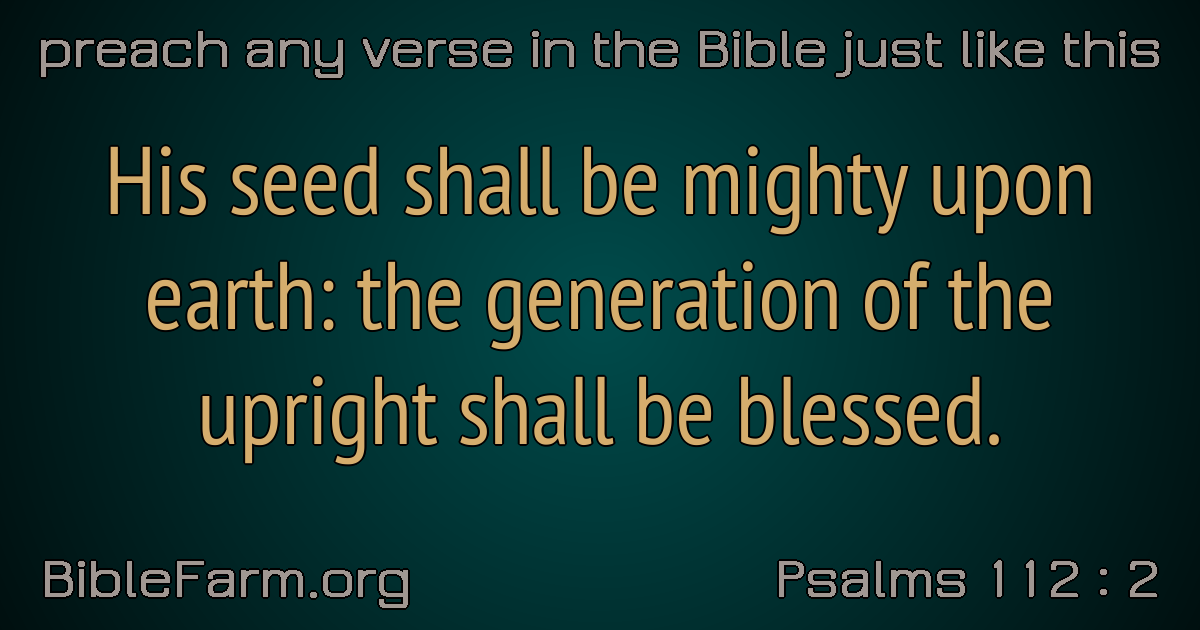 preach any verse in the Bible just like this
His seed shall be mighty upon
earth: the generation of the
upright shall be blessed.
BibleFarm.org
Psalms 112 : 2